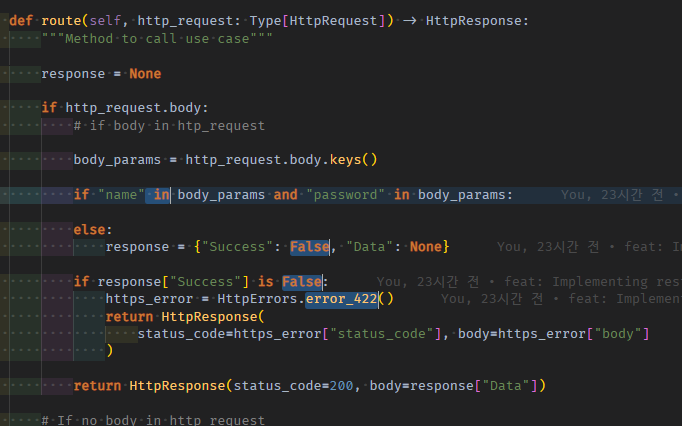 def route(self, http_request: Type[HttpRequest]) -> HttpResponse:
"""Method to call use case"""
response = None
if http_request.body:
# if body in htp_request
body_params = http_request.body.keys()
if "name" in body_params and "password" in body_params: You, 23시간 전 •
else:
response = {"Success": False, "Data": None} You, 23시간 전 • feat: Im
if response["Success"] is False: You, 23시간 전 • feat: Implementing res
https_error = HttpErrors.error_422() You, 23시간 전 • feat: Implemen
return HttpResponse(
status_code=https_error["status_code"], body=https_error["body"]
)
return HttpResponse(status_code=200, body=response["Data"])
# If no body in http_request